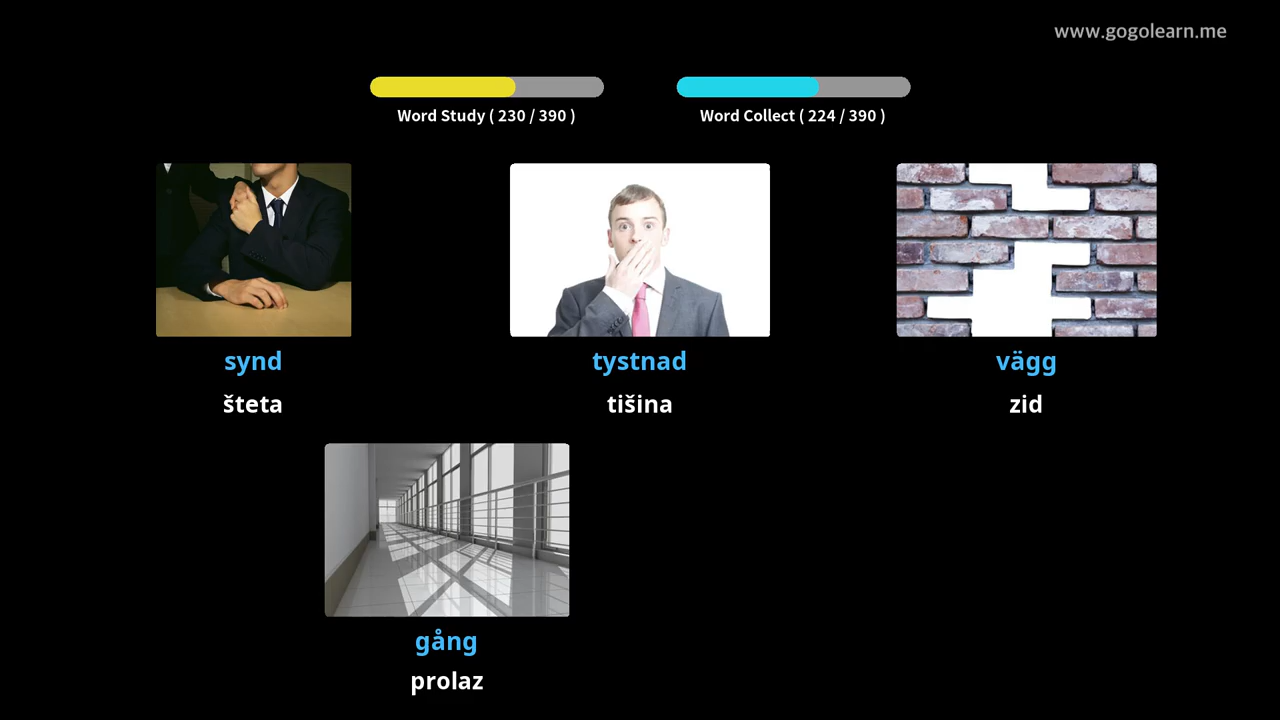 www.gogolearn.me
Word Study ( 230 / 390 )
Word Collect ( 224 / 390 )
synd
tystnad
vägg
šteta
tišina
zid
gång
prolaz